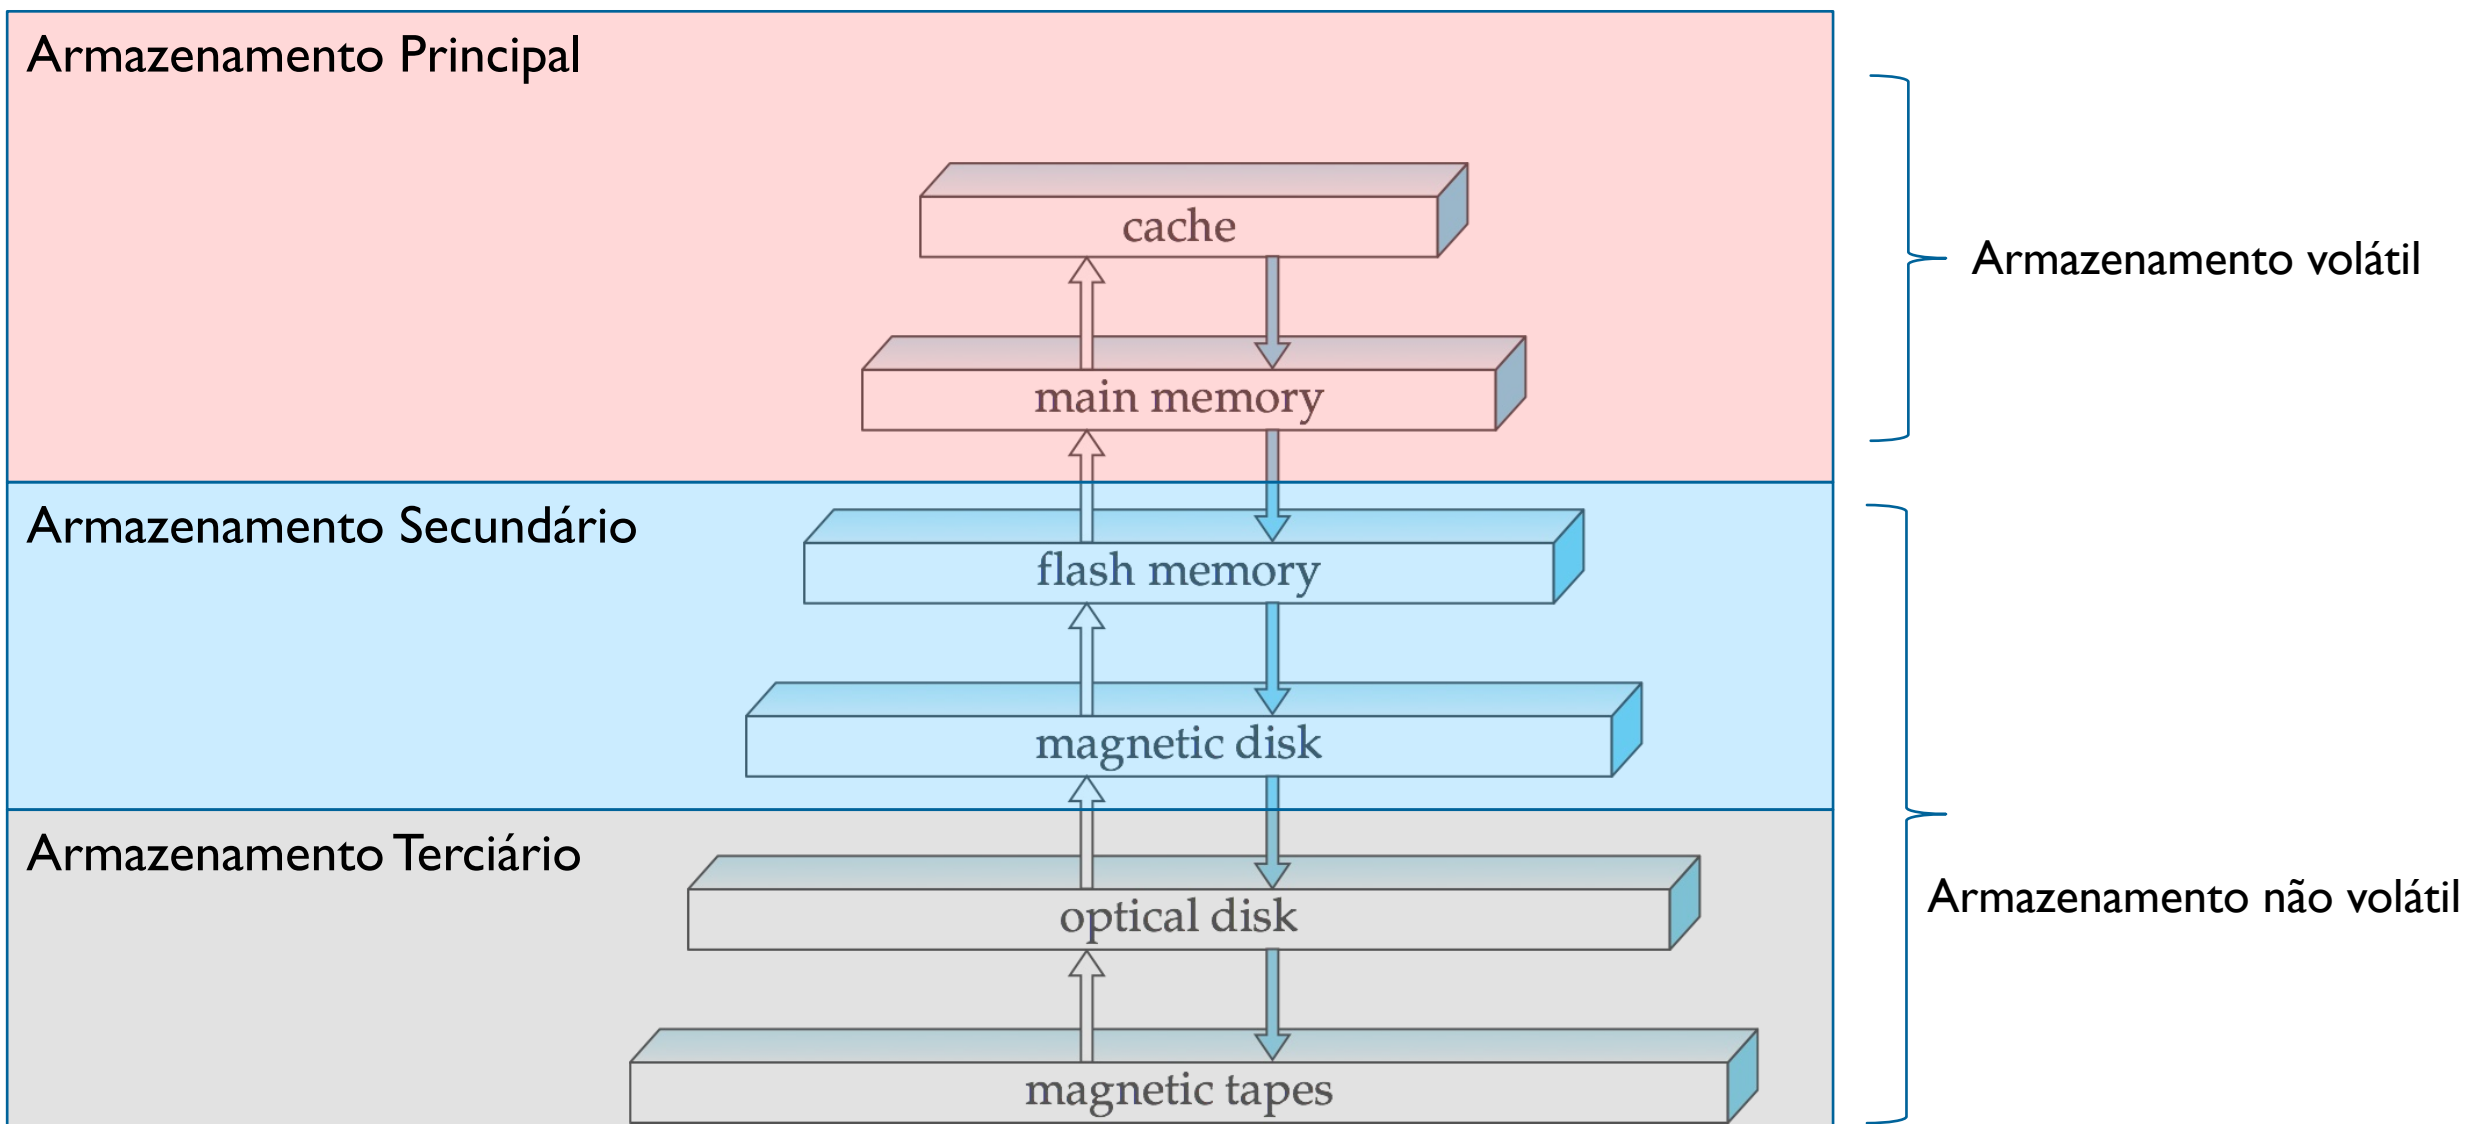 Armazenamento Principal
cache
Armazenamento volátil
main memory
Armazenamento Secundário
flash memory
magnetic disk
Armazenamento Terciário
optical disk
Armazenamento não volátil
magnetic tapes